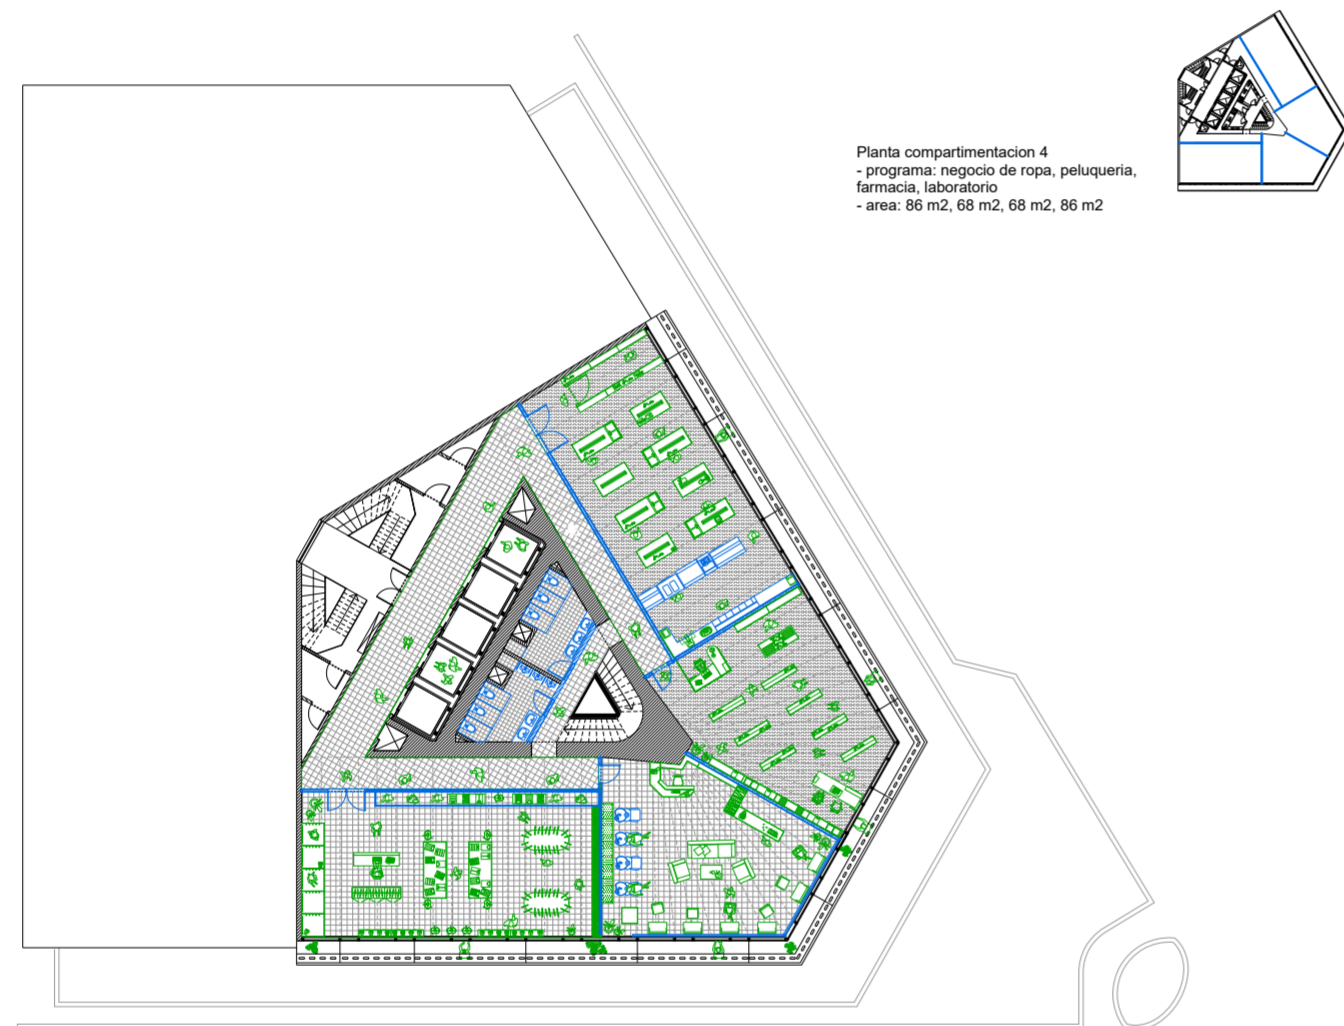 Planta compartimentacion 4
- programa: negocio de ropa, peluqueria,
farmacia, laboratorio
- area: 86 m2, 68 m2, 68 m2, 86 m2